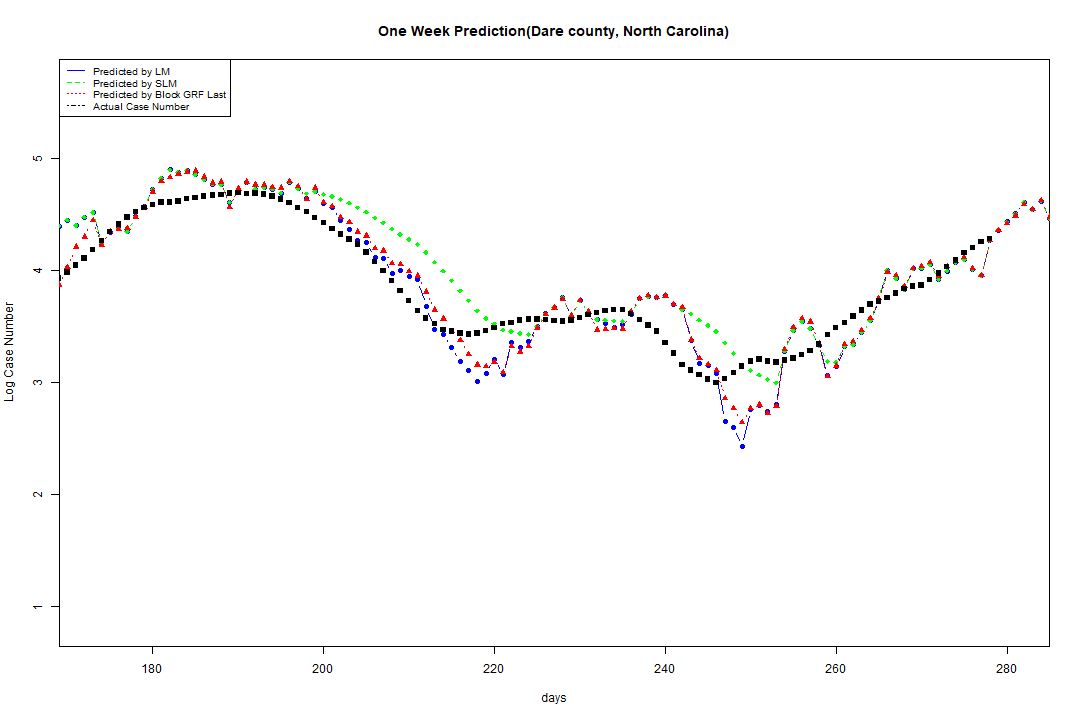 One Week Prediction(Dare county, North Carolina)
Predicted by LM
Predicted by SLM
Predicted by Block GRF Last
Actual Case Number
5
4
3
2
1
Log Case Number
180 200 220 240 260 280
days